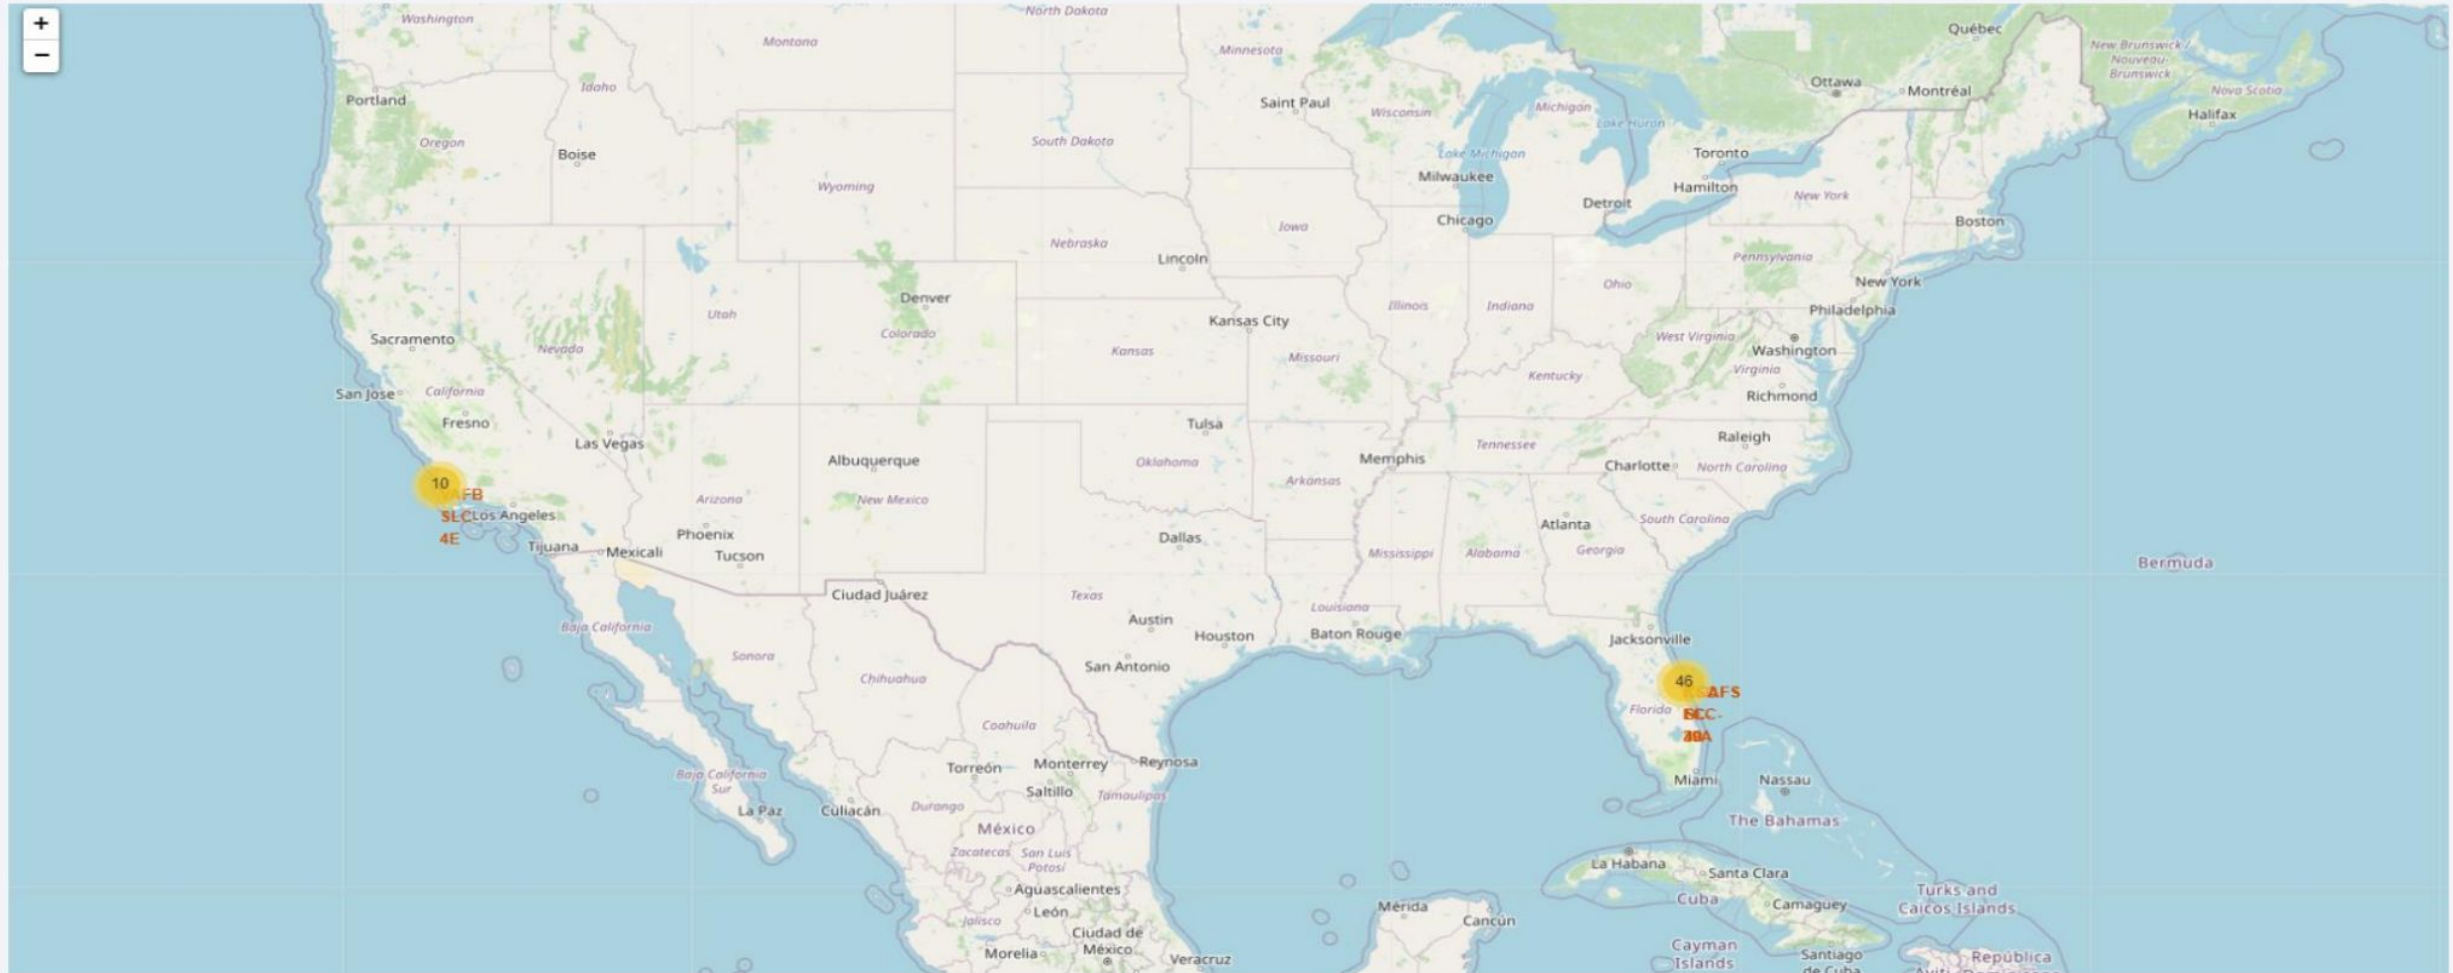 +
−
Washington
North Dakota
Montana
Minnesota
Québec
New Brunswick /
Nouveau-
Brunswick
Idaho
Portland
Saint Paul
Wisconsin
Michigan
Ottawa
Montréal
Nova Scotia
Halifax
Lake Huron
Oregon
Boise
South Dakota
Lake Michigan
Toronto
Milwaukee
Wyoming
Hamilton
New York
Detroit
Chicago
Boston
Iowa
Nebraska
Lincoln
Pennsylvania
New York
Ohio
Denver
Illinois
Indiana
Philadelphia
Utah
Kansas City
Colorado
Sacramento
Nevada
Kansas
Missouri
West Virginia
Washington
Virginia
Kentucky
San Jose
California
Richmond
Fresno
Tulsa
Las Vegas
Raleigh
Tennessee
Albuquerque
Oklahoma
Memphis
Charlotte
North Carolina
10
VAFB
SLC
4E
Los Angeles
Arizona
New Mexico
Arkansas
Phoenix
Atlanta
South Carolina
Dallas
Tijuana
Mexicali
Tucson
Mississippi
Alabama
Georgia
Bermuda
Ciudad Juárez
Texas
Louisiana
Austin
Baja California
Houston
Baton Rouge
Jacksonville
Sonora
San Antonio
Chihuahua
46
AFS
Florida
Coahuila
Torreón
Monterrey
Reynosa
Baja California
Sur
Miami
Nassau
Saltillo
Tamaulipas
La Paz
Culiacán
Durango
The Bahamas
México
Zacatecas
San Luis
Potosí
La Habana
Santa Clara
Aguascalientes
Cuba
Camaguey
Turks and
Caicos Islands
León
Jalisco
Mérida
Cancún
Ciudad de
México
Morelia
Veracruz
Cayman
Islands
Santiago
de Cuba
República